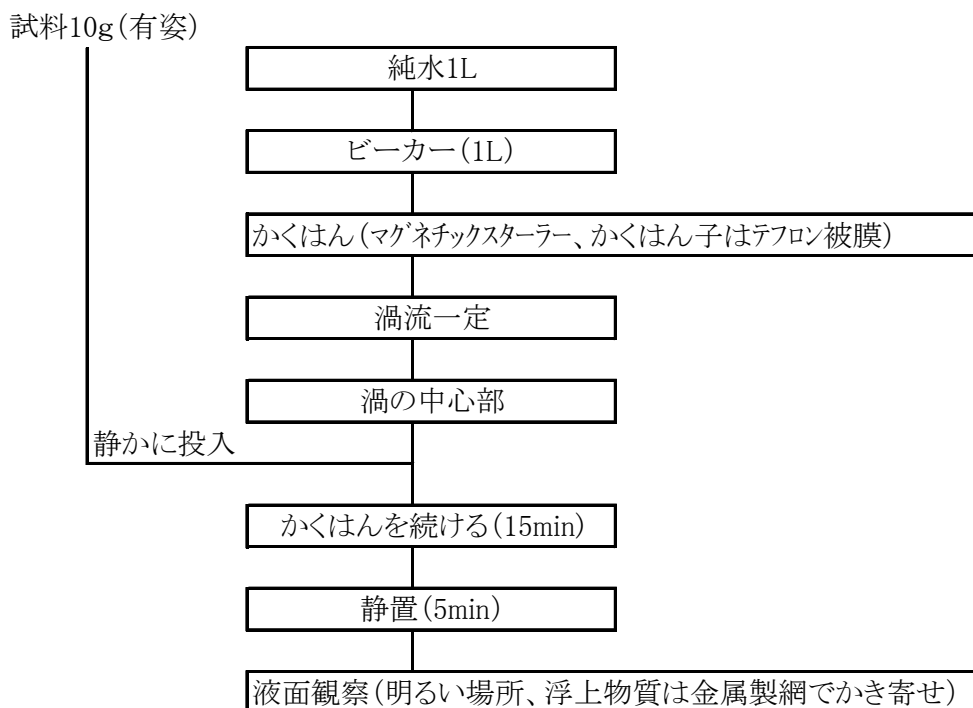 試料10g(有姿)
純水1L
ビーカー(1L)
かくはん(マグネチックスターラー、かくはん子はテフロン被膜)
渦流一定
渦の中心部
静かに投入
かくはんを続ける(15min)
静置(5min)
液面観察(明るい場所、浮上物質は金属製網でかき寄せ)